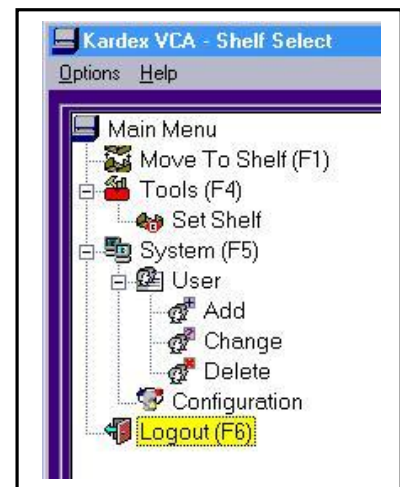 Kardex VCA - Shelf Select
Options Help
Main Menu
Move To Shelf (F1)
Tools (F4)
Set Shelf
System (F5)
User
Add
Change
Delete
Configuration
Logout (F6)